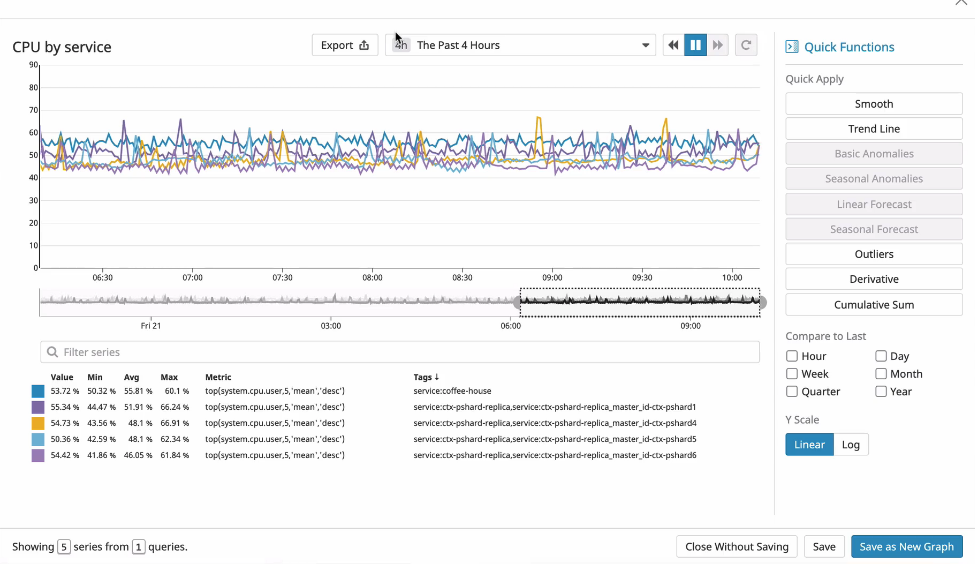 CPU by service
Export
4h The Past 4 Hours
90
80
70
60
50
40
30
20
10
0
06:30 07:00 07:30 08:00 08:30 09:00 09:30 10:00
Fri 21 03:00 06:00 09:00
Filter series
Value Min Avg Max Metric Tags ↓
53.72 % 50.32 % 55.81 % 60.1 % top(system.cpu.user,5,'mean','desc') service:coffee-house
55.34 % 44.47 % 51.91 % 66.24 % top(system.cpu.user,5,'mean','desc') service:ctx-pshard-replica,service:ctx-pshard-replica_master_id-ctx-pshard1
54.73 % 43.56 % 48.1 % 66.91 % top(system.cpu.user,5,'mean','desc') service:ctx-pshard-replica,service:ctx-pshard-replica_master_id-ctx-pshard4
50.36 % 42.59 % 48.1 % 62.34 % top(system.cpu.user,5,'mean','desc') service:ctx-pshard-replica,service:ctx-pshard-replica_master_id-ctx-pshard5
54.42 % 41.86 % 46.05 % 61.84 % top(system.cpu.user,5,'mean','desc') service:ctx-pshard-replica,service:ctx-pshard-replica_master_id-ctx-pshard6
Quick Functions
Quick Apply
Smooth
Trend Line
Basic Anomalies
Seasonal Anomalies
Linear Forecast
Seasonal Forecast
Outliers
Derivative
Cumulative Sum
Compare to Last
Hour Day
Week Month
Quarter Year
Y Scale
Linear Log
Showing 5 series from 1 queries.
Close Without Saving Save Save as New Graph